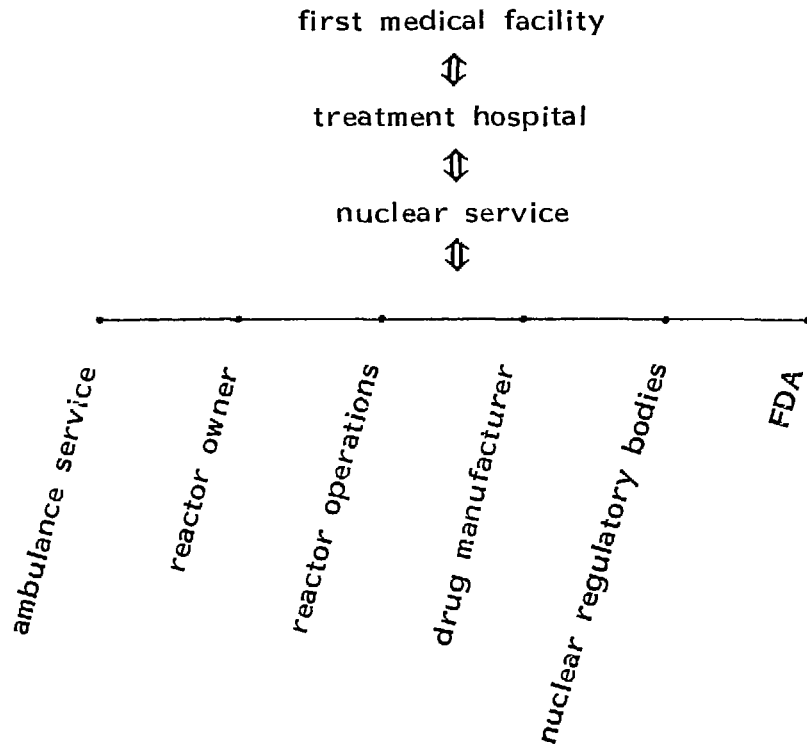 first medical facility
treatment hospital
nuclear service
ambulance service
reactor owner
reactor operations
drug manufacturer
nuclear regulatory bodies
FDA